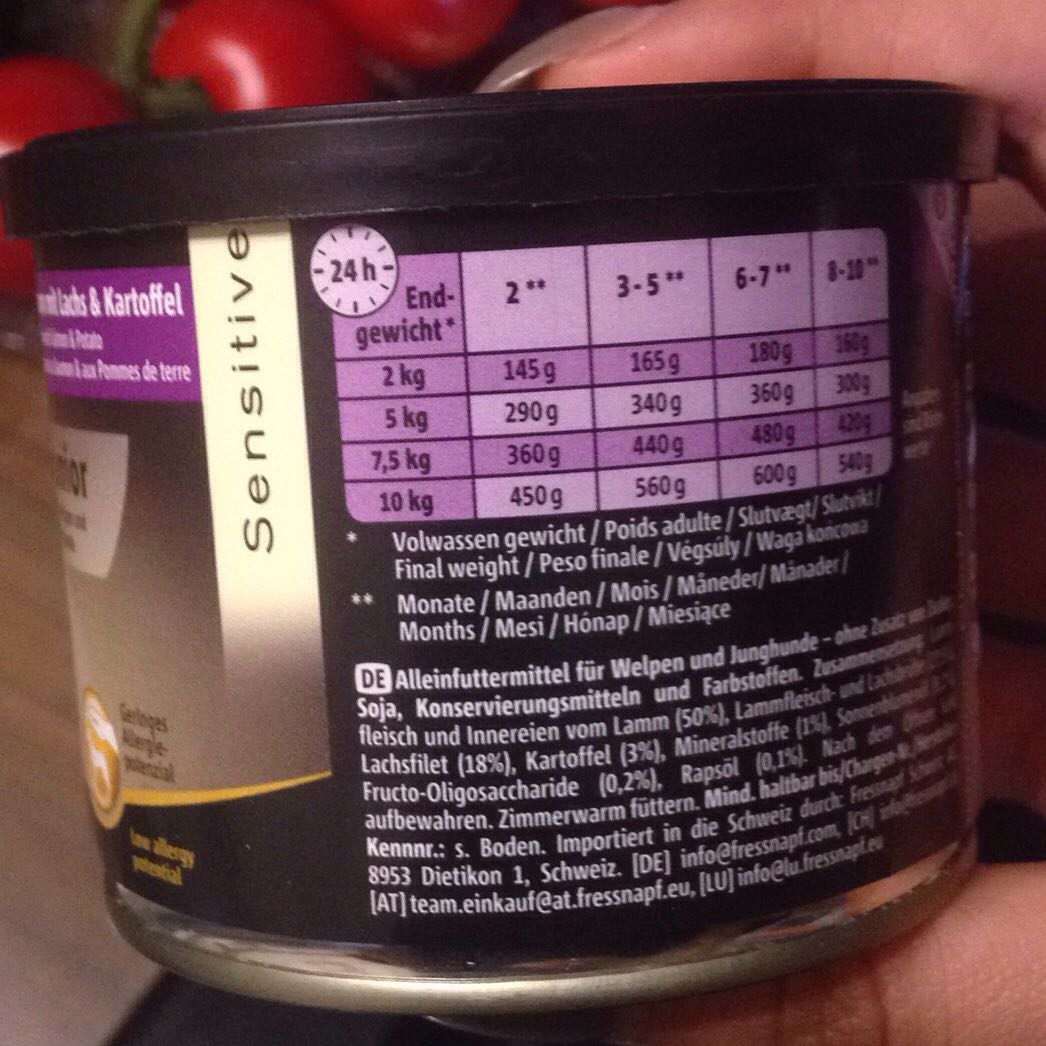 mit Lachs & Kartoffel
& Potato
& aux Pommes de terre
Sensitive
Geringes
Allergie-
potenzial
Low allergy
potential
24 h
End-
gewicht* 2** 3-5** 6-7** 8-10**
2 kg 145 g 165 g 180 g 160 g
5 kg 290 g 340 g 360 g 300 g
7,5 kg 360 g 440 g 480 g 420 g
10 kg 450 g 560 g 600 g 540 g
* Volwassen gewicht / Poids adulte / Slutvægt/ Slutvikt /
Final weight / Peso finale / Végsúly / Waga końcowa
** Monate / Maanden / Mois / Måneder/ Månader /
Months / Mesi / Hónap / Miesiące
DE Alleinfuttermittel für Welpen und Junghunde – ohne Zusatz von
Soja, Konservierungsmitteln und Farbstoffen. Zusammensetzung:
fleisch und Innereien vom Lamm (50%), Lammfleisch- und
Lachsfilet (18%), Kartoffel (3%), Mineralstoffe (1%),
Fructo-Oligosaccharide (0,2%), Rapsöl (0,1%). Nach dem
aufbewahren. Zimmerwarm füttern. Mind. haltbar bis/Chargen-Nr.
Kennnr.: s. Boden. Importiert in die Schweiz durch: Fressnapf
8953 Dietikon 1, Schweiz. [DE] info@fressnapf.com, [CH]
[AT] team.einkauf@at.fressnapf.eu, [LU] info@lu.fressnapf.eu